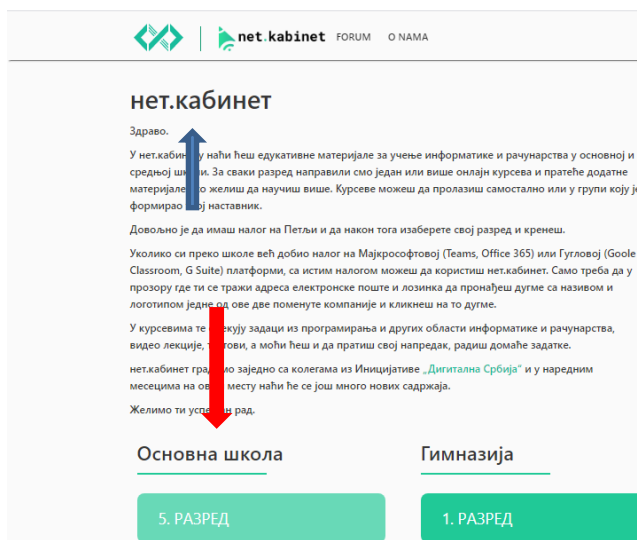 net.kabinet FORUM O NAMA
нет.кабинет
Здраво.
У наћи ћеш едукативне материјале за учење информатике и рачунарства у основној и
средњој За сваки разред направили смо један или више онлајн курсева и пратеће додатне
материјале желиш да научиш више. Курсеве можеш да пролазиш самостално или у групи коју је
формирао наставник.
Довољно је да имаш налог на Петљи и да након тога изаберете свој разред и кренеш.
Уколико си преко школе већ добио налог на Мајкрософтовој (Teams, Office 365) или Гугловој (Goole
Classroom, G Suite) платформи, са истим налогом можеш да користиш нет.кабинет. Само треба да у
прозору где ти се тражи адреса електронске поште и лозинка да пронађеш дугме са називом и
логотипом једне од ове две поменуте компаније и кликнеш на то дугме.
У курсевима те задаци из програмирања и других области информатике и рачунарства,
видео лекције, а моћи ћеш и да пратиш свој напредак, радиш домаће задатке.
нет.кабинет заједно са колегама из Иницијативе „Дигитална Србија“ и у наредним
месецима на месту наћи ће се још много нових садржаја.
Желимо ти рад.
Основна школа
Гимназија
5. РАЗРЕД
1. РАЗРЕД